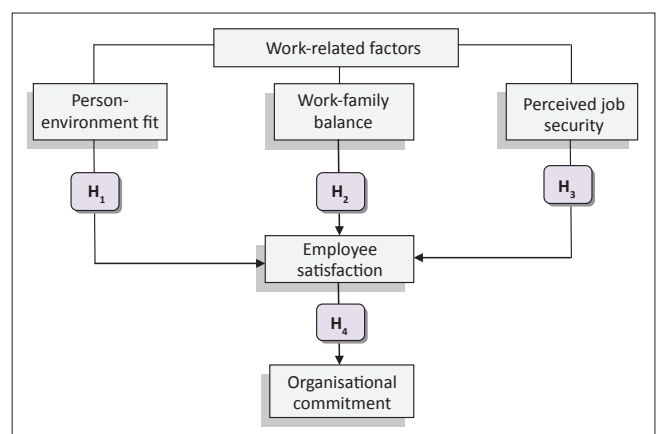 Work-related factors
Person-
environment fit
Work-family
balance
Perceived job
security
H₁
H₂
H₃
Employee
satisfaction
H₄
Organisational
commitment